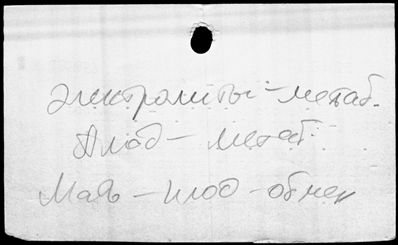 Электролиты - метаб.
Плод - метаб.
Мать - плод - обмен